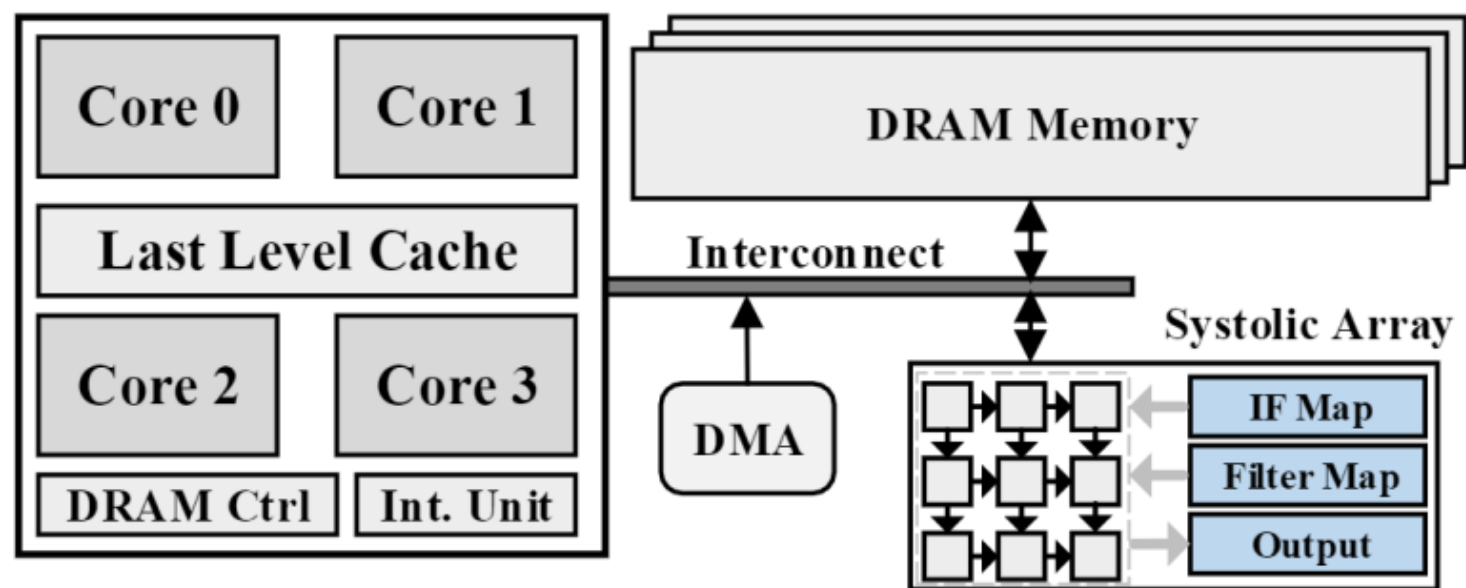 Core 0
Core 1
Last Level Cache
Core 2
Core 3
DRAM Ctrl
Int. Unit
DRAM Memory
Interconnect
DMA
Systolic Array
IF Map
Filter Map
Output